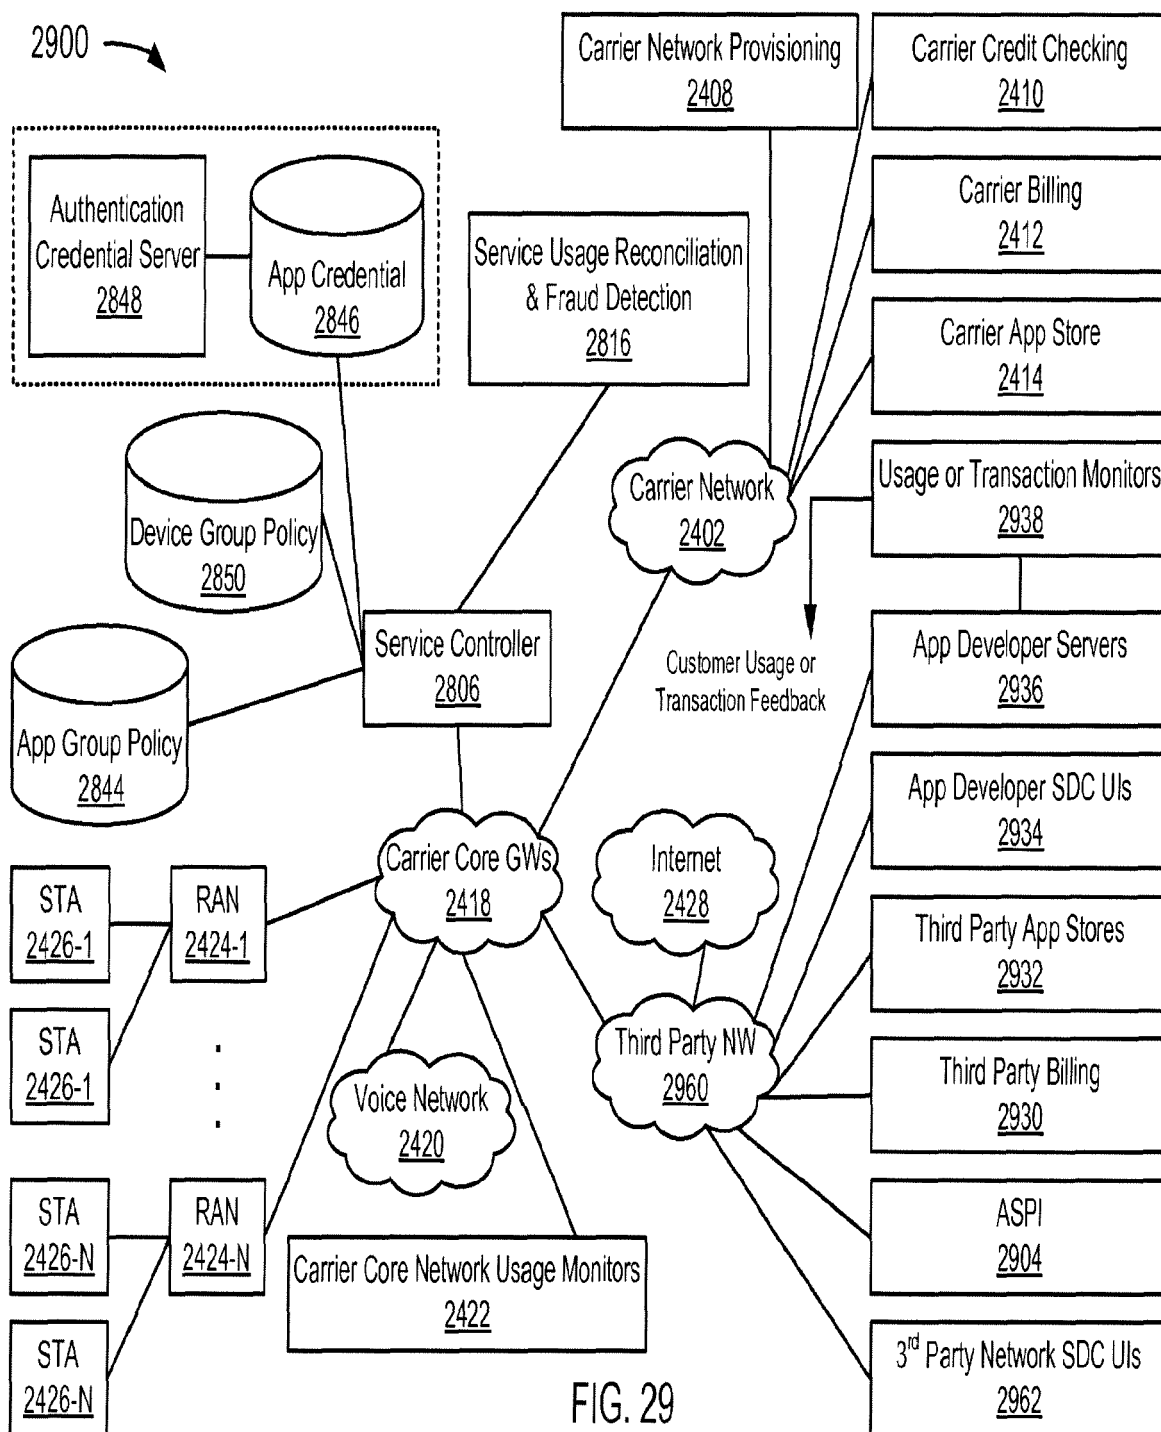 2900
Carrier Network Provisioning
2408
Carrier Credit Checking
2410
Authentication
Credential Server
2848
App Credential
2846
Service Usage Reconciliation
& Fraud Detection
2816
Carrier Billing
2412
Carrier App Store
2414
Device Group Policy
2850
Carrier Network
2402
Usage or Transaction Monitors
2938
App Group Policy
2844
Service Controller
2806
Customer Usage or
Transaction Feedback
App Developer Servers
2936
App Developer SDC UIs
2934
STA
2426-1
RAN
2424-1
Carrier Core GWs
2418
Internet
2428
Third Party App Stores
2932
STA
2426-1
.
.
.
Voice Network
2420
Third Party NW
2960
Third Party Billing
2930
STA
2426-N
RAN
2424-N
Carrier Core Network Usage Monitors
2422
ASPI
2904
STA
2426-N
3rd Party Network SDC UIs
2962
FIG. 29